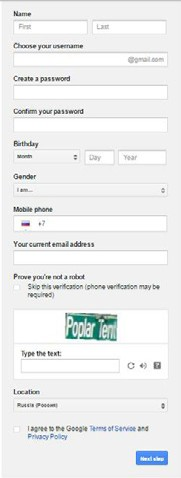 Name
First Last
Choose your username
@gmail.com
Create a password
Confirm your password
Birthday
Month Day Year
Gender
I am...
Mobile phone
+7
Your current email address
Prove you're not a robot
Skip this verification (phone verification may be
required)
Poplar Tent
Type the text:
Location
Russia (Россия)
I agree to the Google Terms of Service and
Privacy Policy
Next step